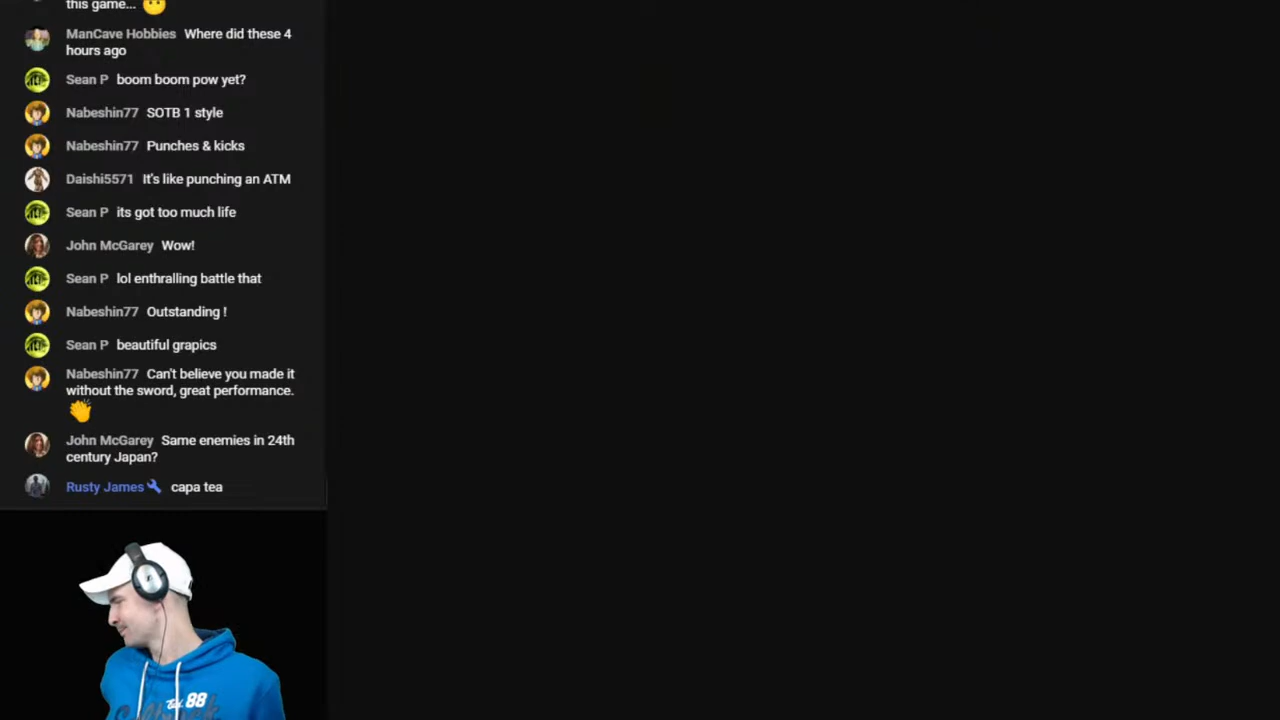 this game...
ManCave Hobbies Where did these 4
hours ago
Sean P boom boom pow yet?
Nabeshin77 SOTB 1 style
Nabeshin77 Punches & kicks
Daishi5571 It's like punching an ATM
Sean P its got too much life
John McGarey Wow!
Sean P lol enthralling battle that
Nabeshin77 Outstanding !
Sean P beautiful grapics
Nabeshin77 Can't believe you made it
without the sword, great performance.
John McGarey Same enemies in 24th
century Japan?
Rusty James capa tea
88